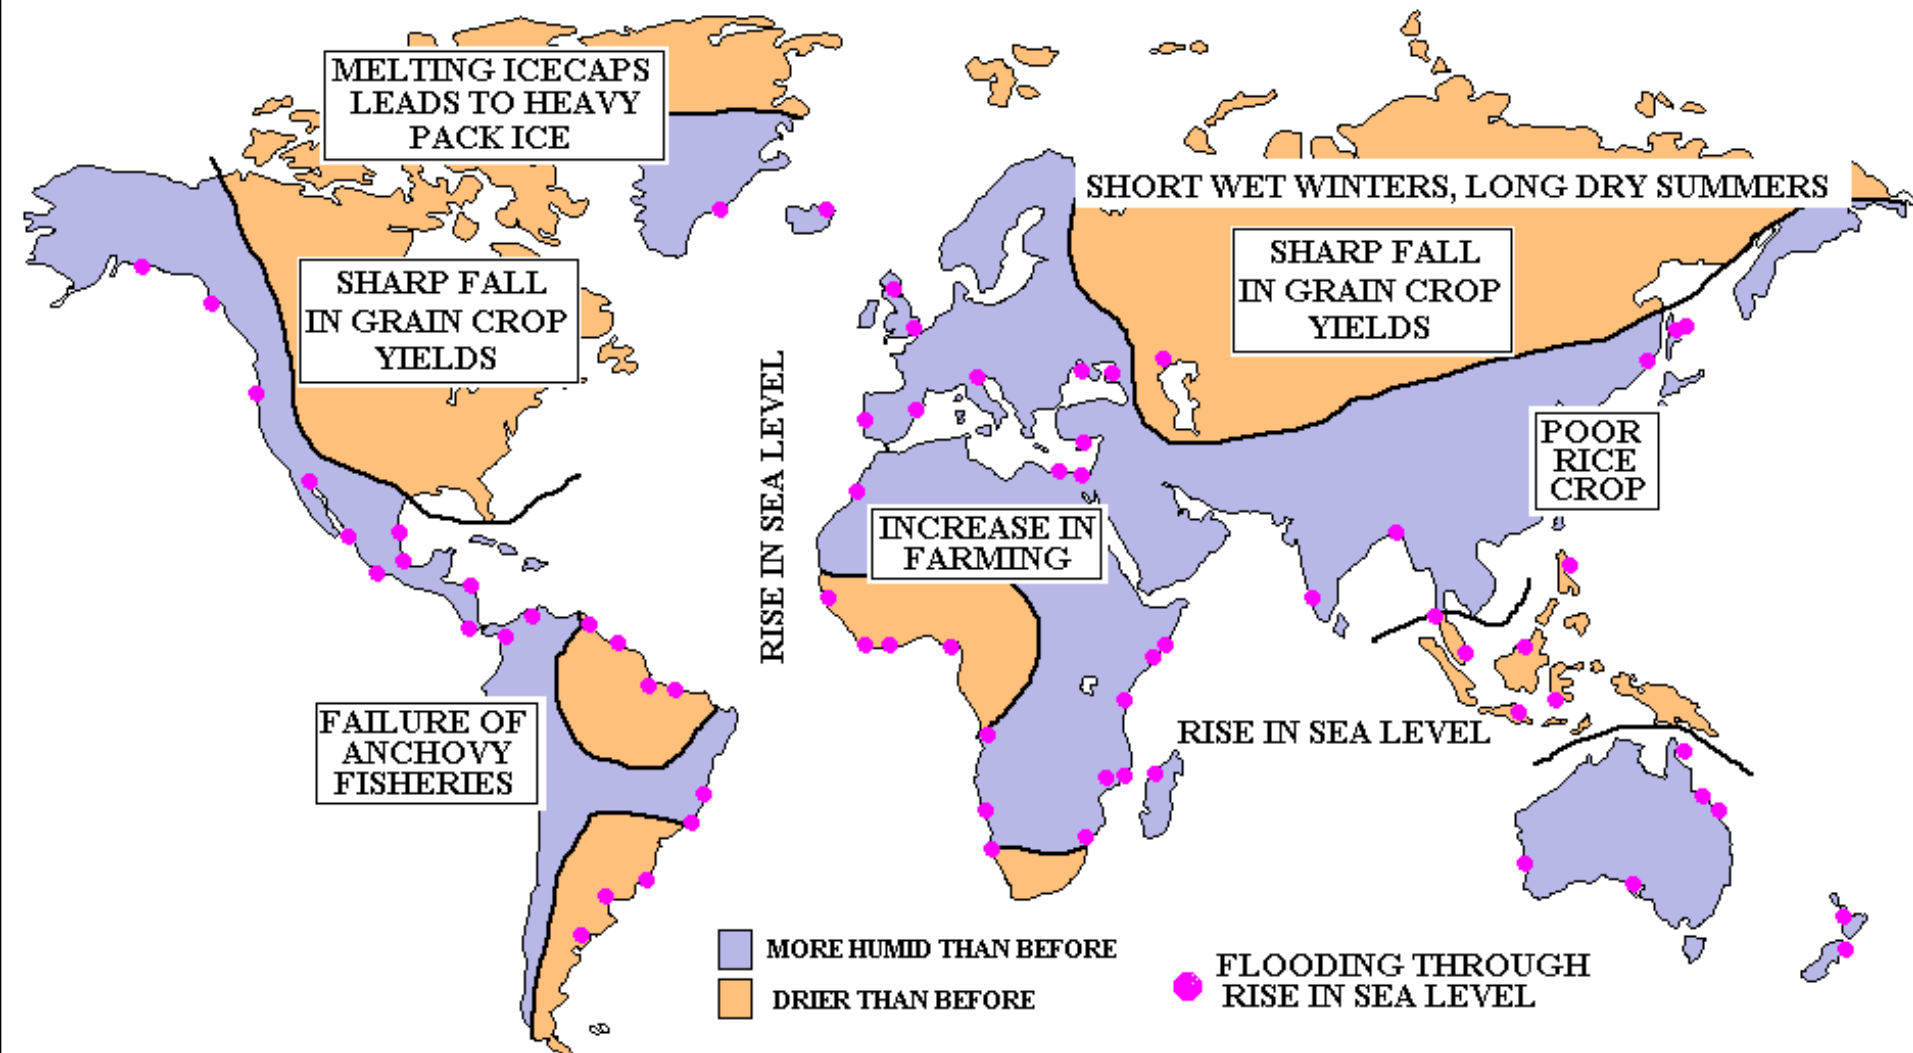 MELTING ICECAPS
LEADS TO HEAVY
PACK ICE
SHORT WET WINTERS, LONG DRY SUMMERS
SHARP FALL
IN GRAIN CROP
YIELDS
SHARP FALL
IN GRAIN CROP
YIELDS
RISE IN SEA LEVEL
POOR
RICE
CROP
INCREASE IN
FARMING
FAILURE OF
ANCHOVY
FISHERIES
RISE IN SEA LEVEL
MORE HUMID THAN BEFORE
DRIER THAN BEFORE
FLOODING THROUGH
RISE IN SEA LEVEL